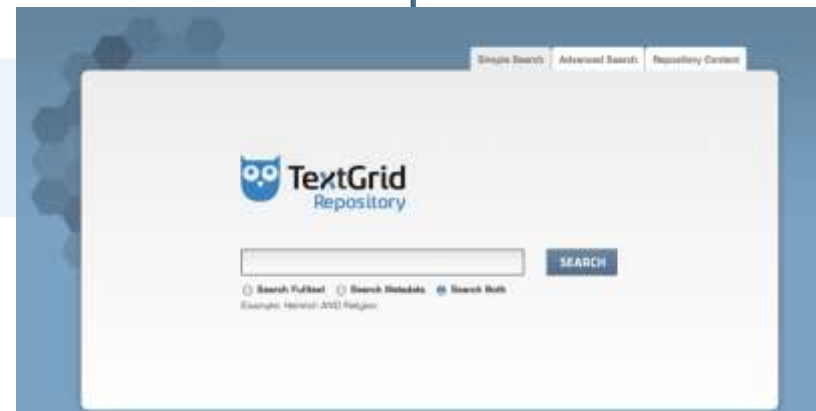 Simple Search Advanced Search Repository Content
TextGrid
Repository
SEARCH
Search Fulltext Search Metadata Search Both
Example: Heinrich AND Religion